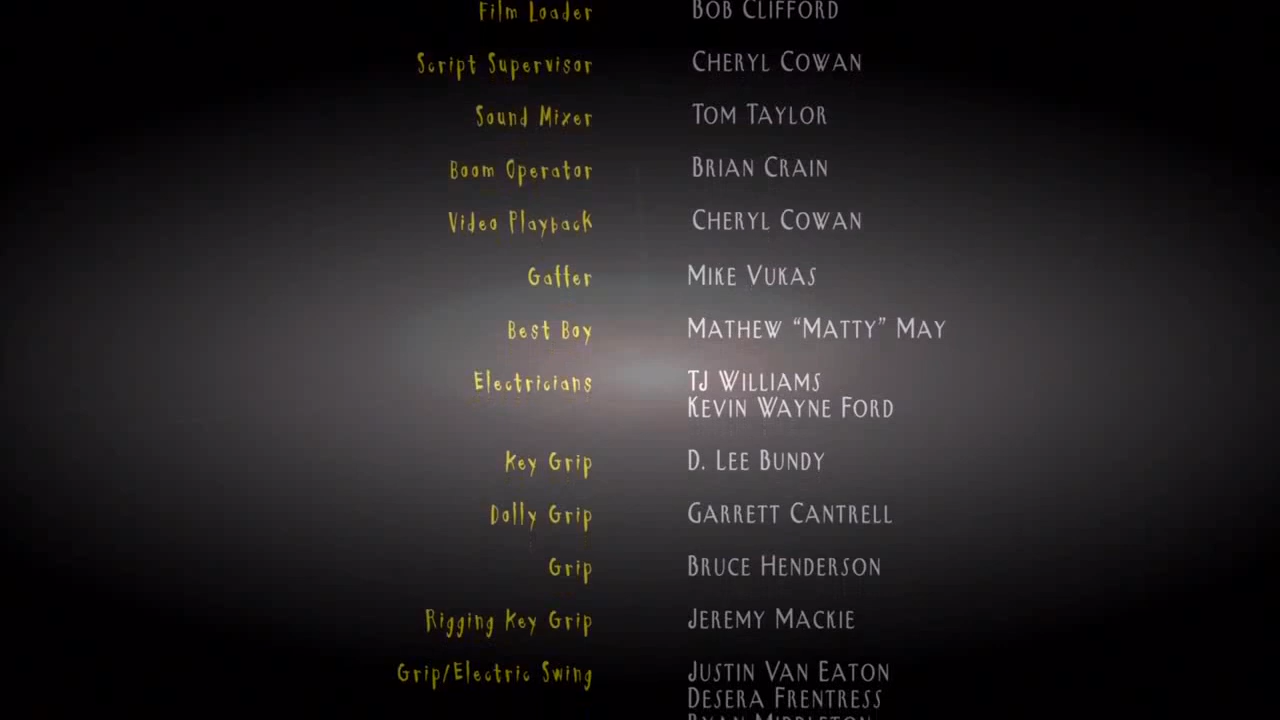 Film Loader BOB CLIFFORD
Script Supervisor CHERYL COWAN
Sound Mixer TOM TAYLOR
Boom Operator BRIAN CRAIN
Video Playback CHERYL COWAN
Gaffer MIKE VUKAS
Best Boy MATHEW “MATTY” MAY
Electricians TJ WILLIAMS
KEVIN WAYNE FORD
Key Grip D. LEE BUNDY
Dolly Grip GARRETT CANTRELL
Grip BRUCE HENDERSON
Rigging Key Grip JEREMY MACKIE
Grip/Electric Swing JUSTIN VAN EATON
DESERA FRENTRESS
RYAN MIDDLETON